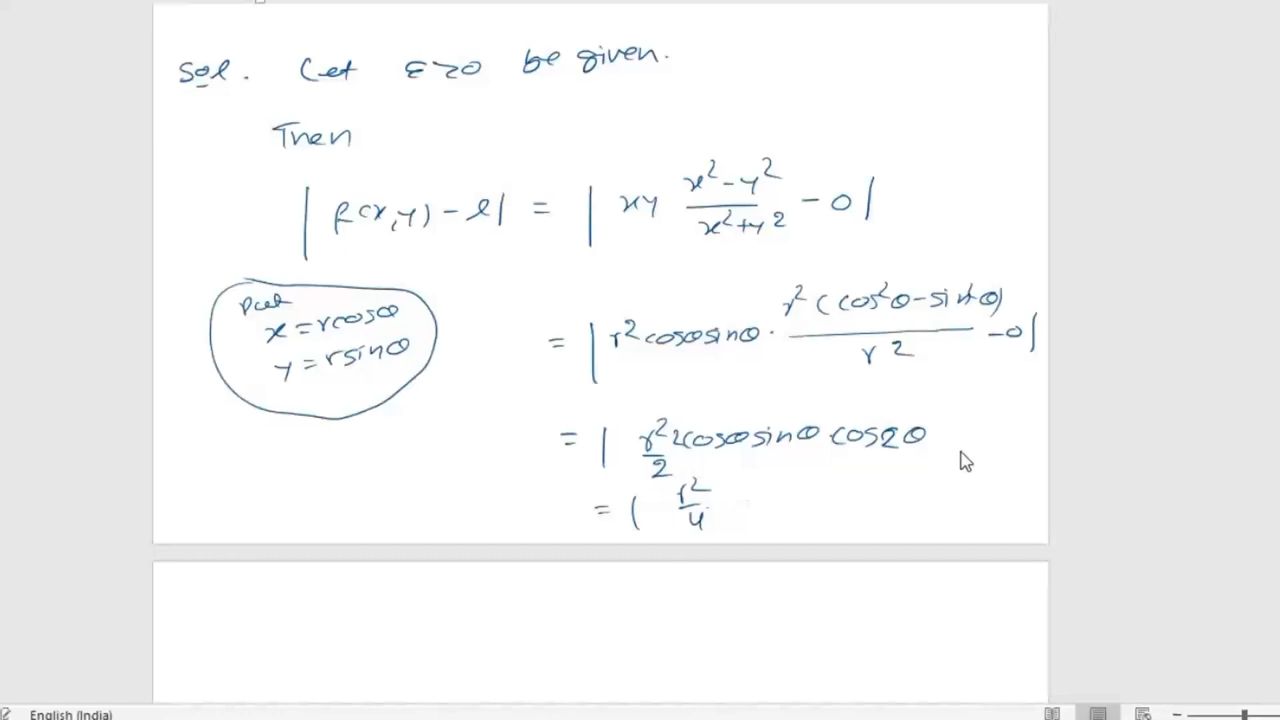 Sol. Let ε>0 be given.
Then
| f(x,y) - l | = | xy (x² - y²)/(x² + y²) - 0 |
Put
x = r cosθ
y = r sinθ
= | r² cosθ sinθ · r² (cos²θ - sin²θ)/r² - 0 |
= | r²/2 2cosθ sinθ cos2θ
= | r²/4
English (India)